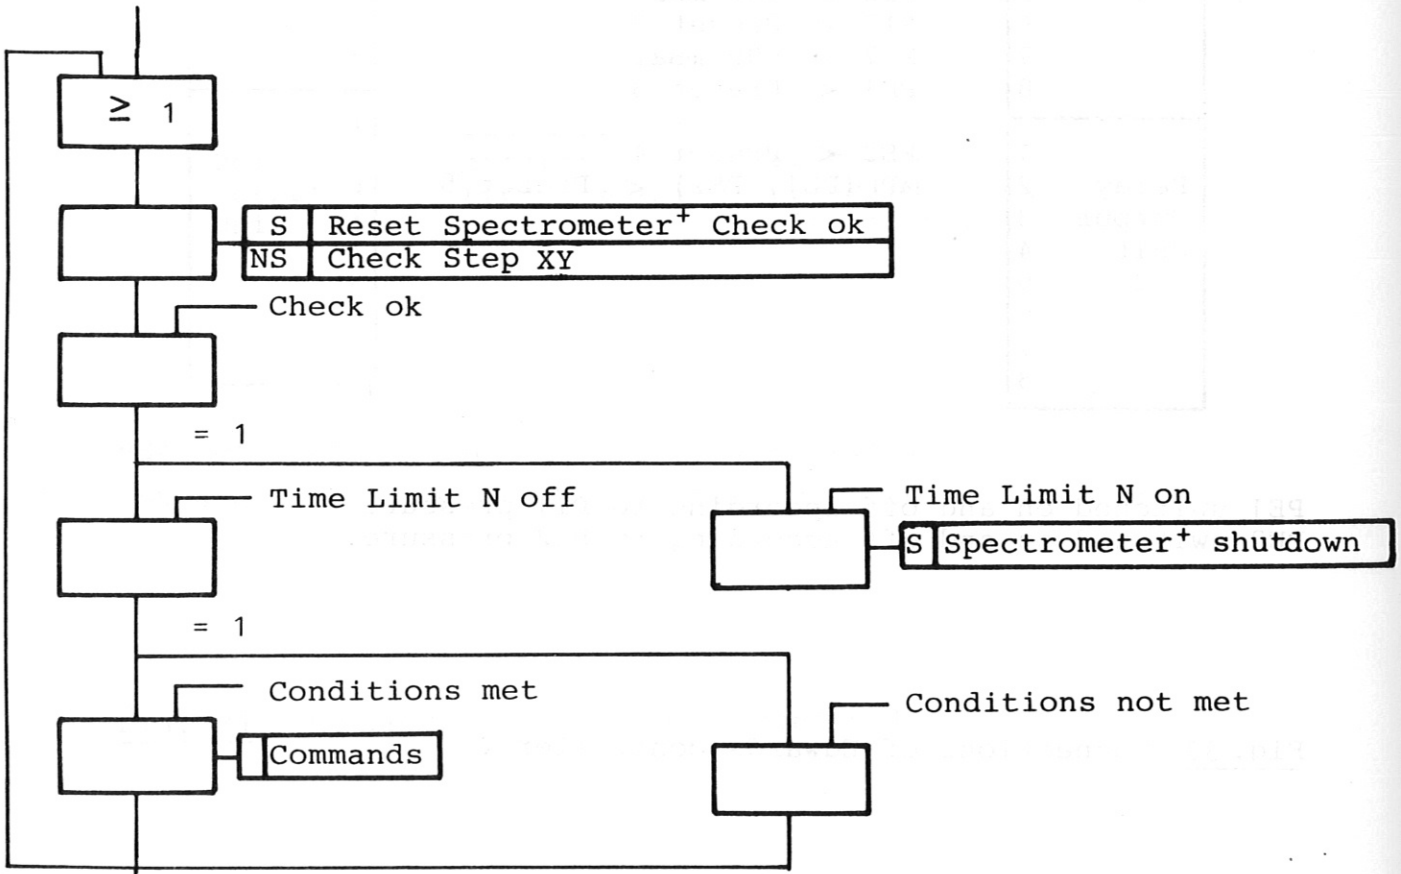 ≥ 1
S Reset Spectrometer+ Check ok
NS Check Step XY
Check ok
= 1
Time Limit N off
Time Limit N on
S Spectrometer+ shutdown
= 1
Conditions met
Conditions not met
Commands